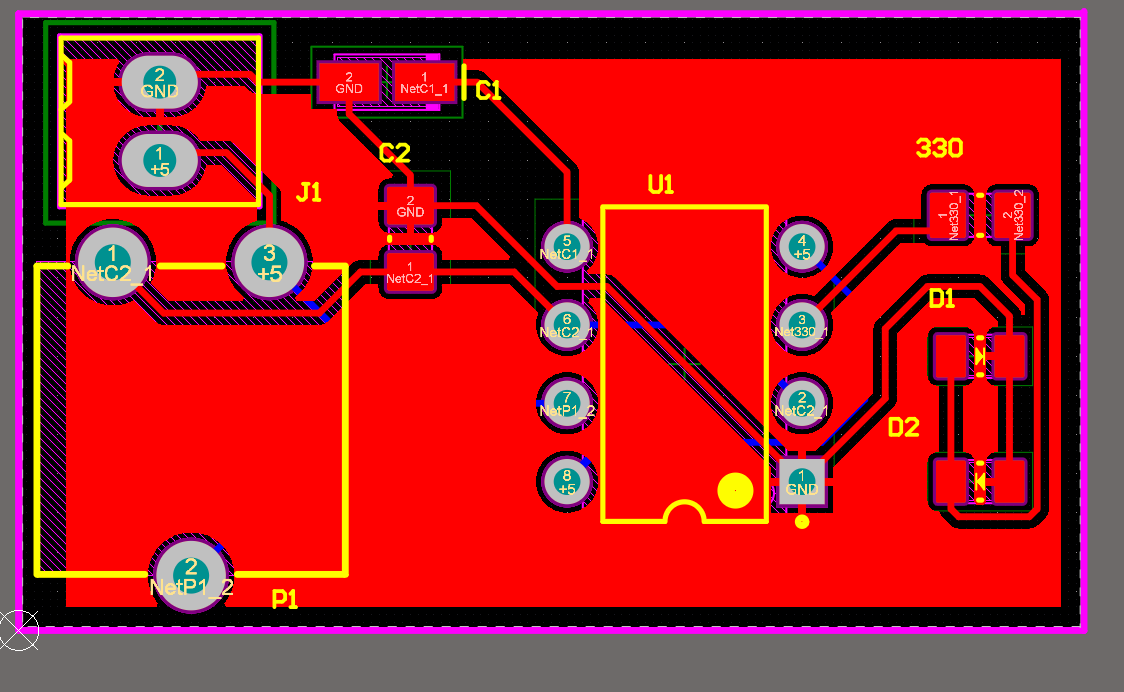 2
GND
1
+5
J1
2
GND
1
NetC1_1
C1
C2
2
GND
1
NetC2_1
1
NetC2_1
3
+5
2
NetP1_2
P1
U1
5
NetC1_1
6
NetC2_1
7
NetP1_2
8
+5
4
+5
3
Net330_1
2
NetC2_1
1
GND
330
1
Net330_1
2
Net330_2
D1
D2